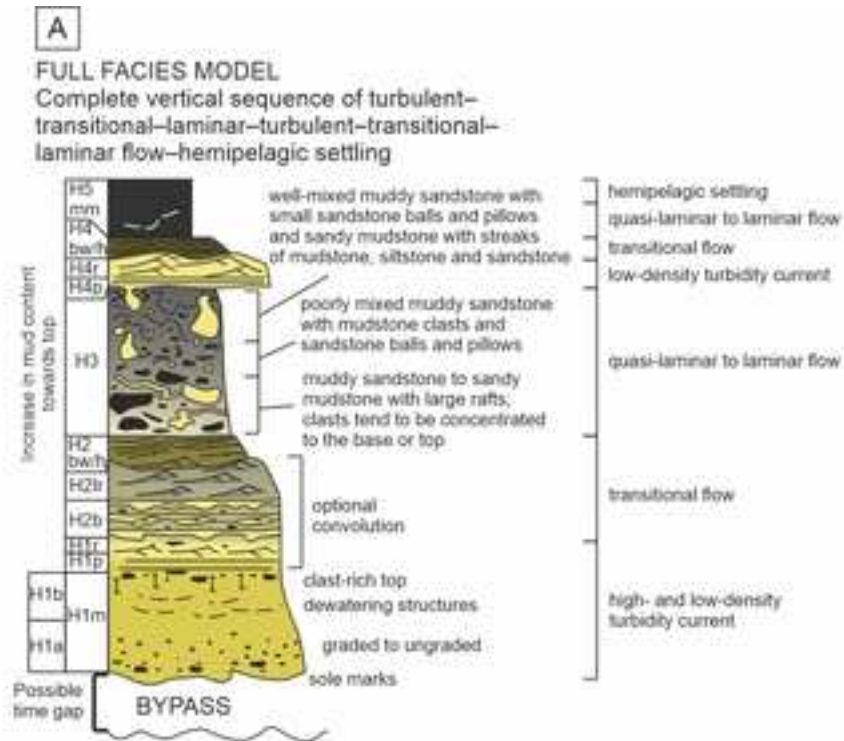 A
FULL FACIES MODEL
Complete vertical sequence of turbulent–
transitional–laminar–turbulent–transitional–
laminar flow–hemipelagic settling
H5
mm
H4
bw/h
H4r
H4b
H3
H2
bw/h
H2lr
H2b
H1r
H1p
H1b
H1m
H1a
Increase in mud content
towards top
well-mixed muddy sandstone with
small sandstone balls and pillows
and sandy mudstone with streaks
of mudstone, siltstone and sandstone
poorly mixed muddy sandstone
with mudstone clasts and
sandstone balls and pillows
muddy sandstone to sandy
mudstone with large rafts;
clasts tend to be concentrated
to the base or top
optional
convolution
clast-rich top
dewatering structures
graded to ungraded
sole marks
hemipelagic settling
quasi-laminar to laminar flow
transitional flow
low-density turbidity current
quasi-laminar to laminar flow
transitional flow
high- and low-density
turbidity current
Possible
time gap
BYPASS